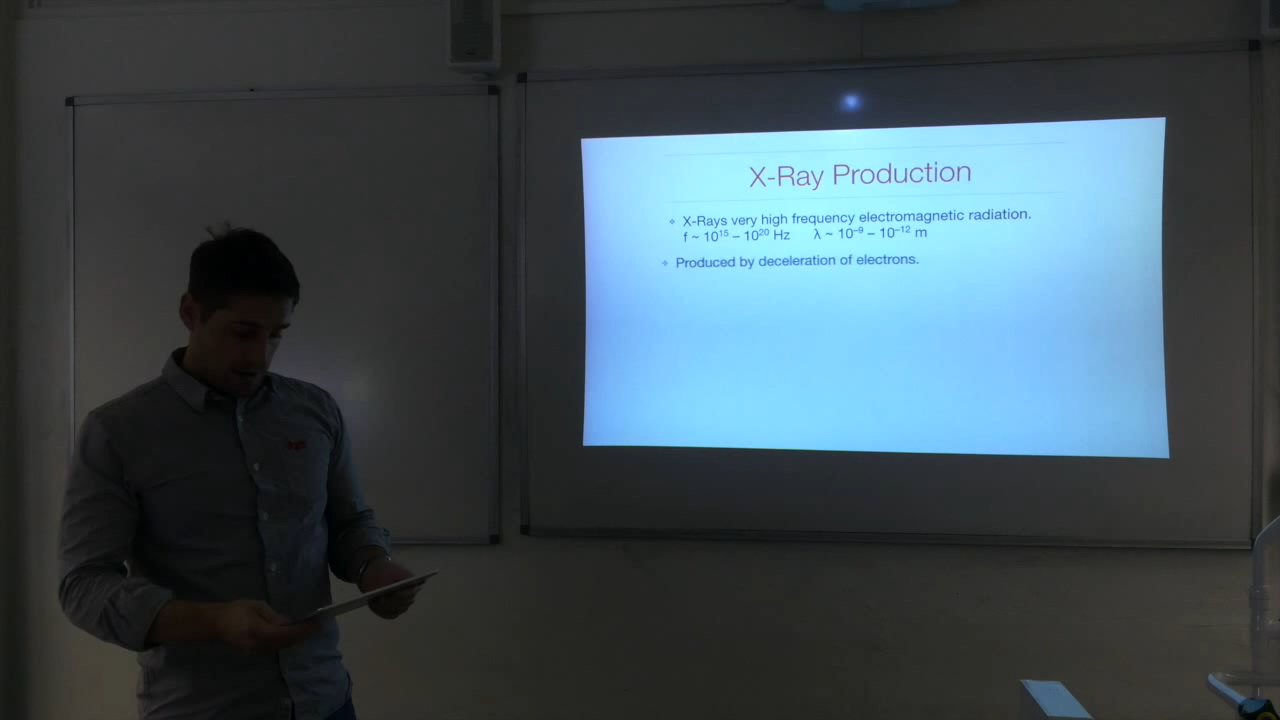 X-Ray Production
X-Rays very high frequency electromagnetic radiation.
f ~ 10¹⁵ – 10²⁰ Hz λ ~ 10⁻⁹ – 10⁻¹² m
Produced by deceleration of electrons.